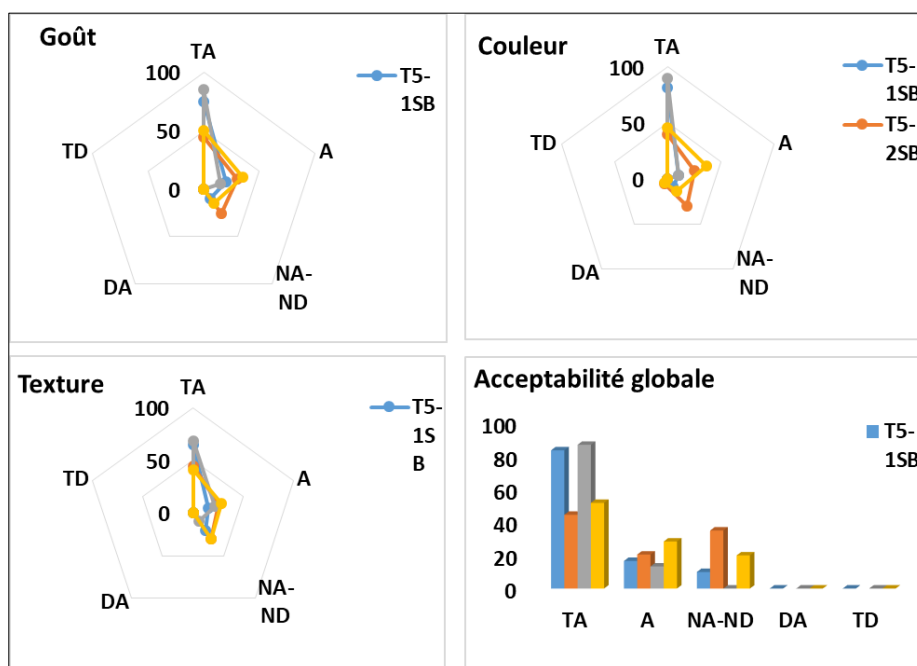 Goût
TA
100
50
0
TD
A
DA
NA-
ND
T5-
1SB
Couleur
TA
100
50
0
TD
A
DA
NA-
ND
T5-
1SB
T5-
2SB
Texture
TA
100
50
0
TD
A
DA
NA-
ND
T5-
1S
B
Acceptabilité globale
100
80
60
40
20
0
TA A NA-ND DA TD
T5-
1SB